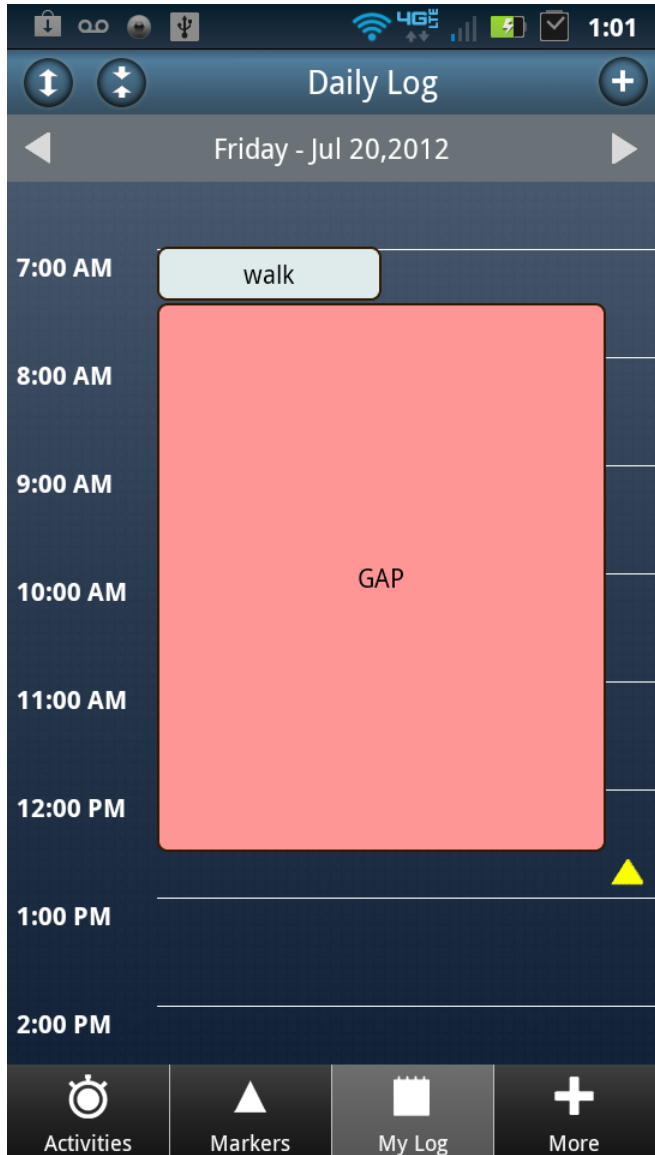 4G LTE 1:01
Daily Log
Friday - Jul 20,2012
7:00 AM
walk
8:00 AM
9:00 AM
GAP
10:00 AM
11:00 AM
12:00 PM
1:00 PM
2:00 PM
Activities Markers My Log More